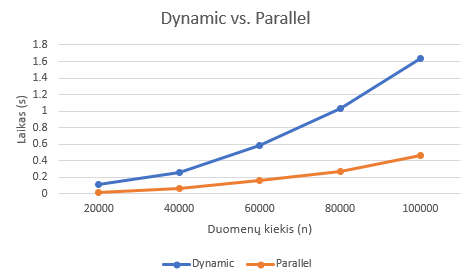 Dynamic vs. Parallel
1.8
1.6
1.4
1.2
1
0.8
0.6
0.4
0.2
0
Laikas (s)
20000 40000 60000 80000 100000
Duomenų kiekis (n)
Dynamic Parallel